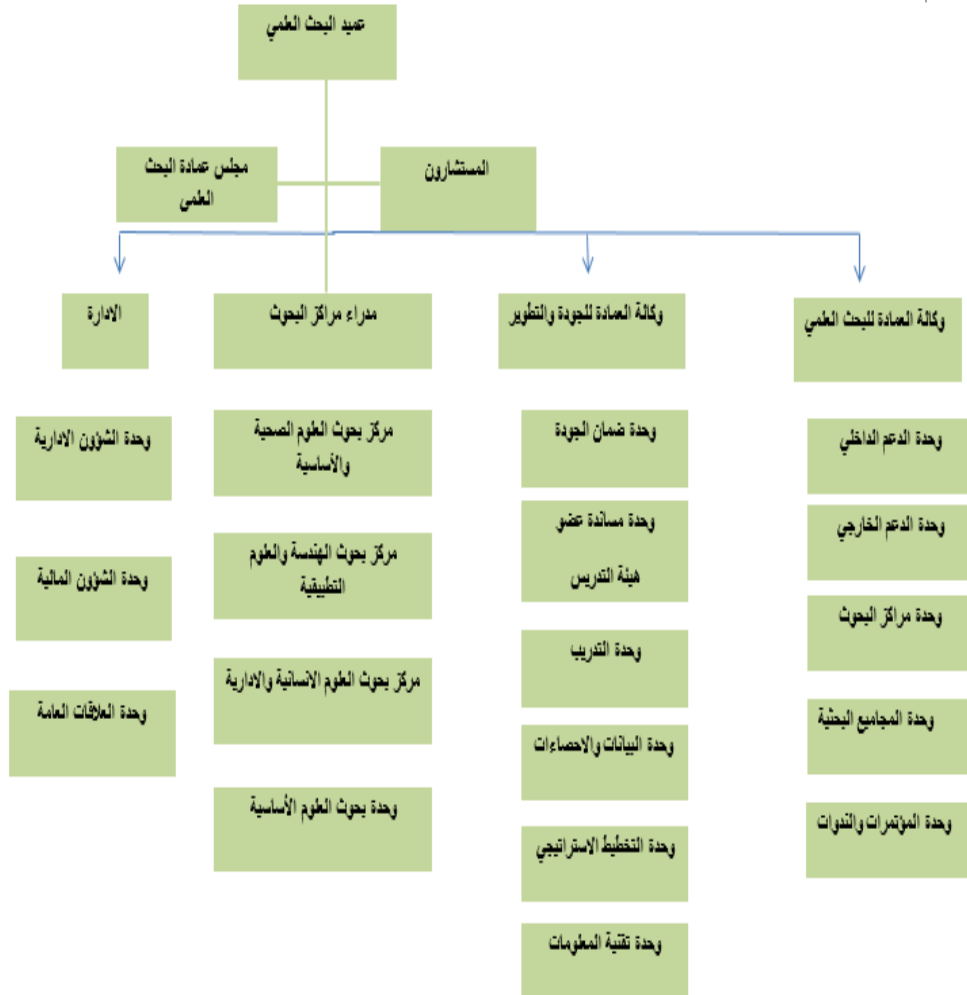 عميد البحث العلمي
المستشارون
مجلس عمادة البحث
العلمي
وكالة العمادة للبحث العلمي
وحدة الدعم الداخلي
وحدة الدعم الخارجي
وحدة مراكز البحوث
وحدة المجاميع البحثية
وحدة المؤتمرات والندوات
وكالة العمادة للجودة والتطوير
وحدة ضمان الجودة
وحدة مساندة عضو
هيئة التدريس
وحدة التدريب
وحدة البيانات والاحصاءات
وحدة التخطيط الاستراتيجي
وحدة تقنية المعلومات
مدراء مراكز البحوث
مركز بحوث العلوم الصحية
والأساسية
مركز بحوث الهندسة والعلوم
التطبيقية
مركز بحوث العلوم الانسانية والادارية
وحدة بحوث العلوم الأساسية
الادارة
وحدة الشؤون الادارية
وحدة الشؤون المالية
وحدة العلاقات العامة